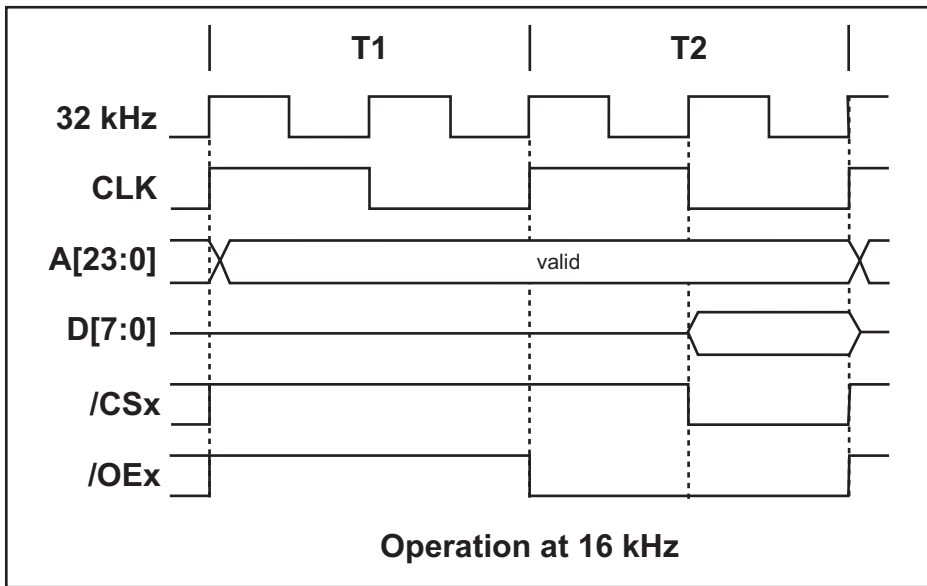 T1 T2
32 kHz
CLK
A[23:0] valid
D[7:0]
/CSx
/OEx
Operation at 16 kHz